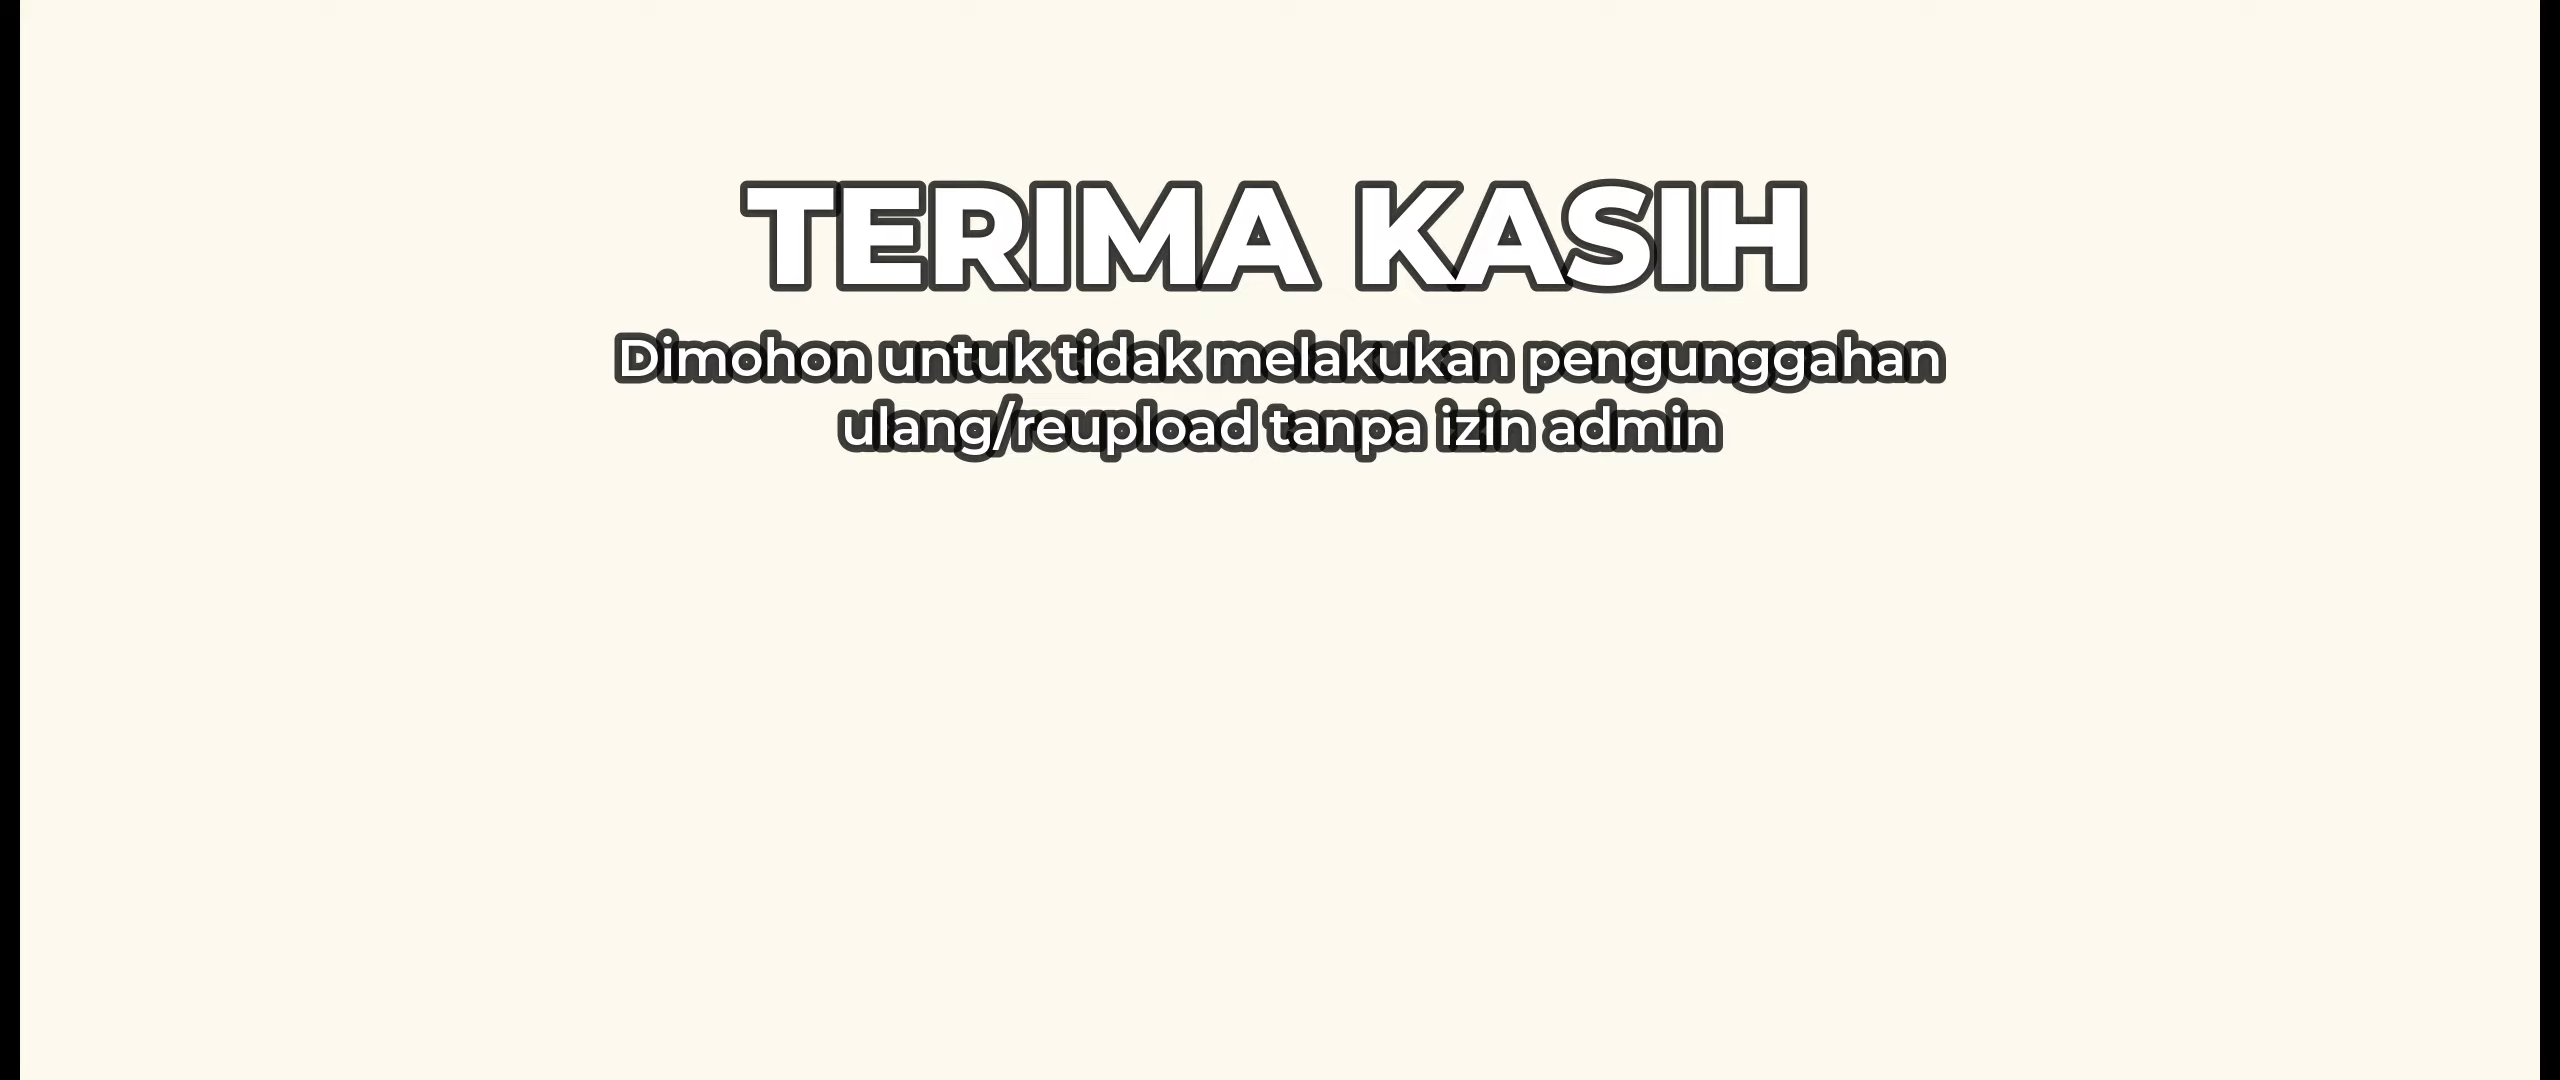 TERIMA KASIH
Dimohon untuk tidak melakukan pengunggahan
ulang/reupload tanpa izin admin